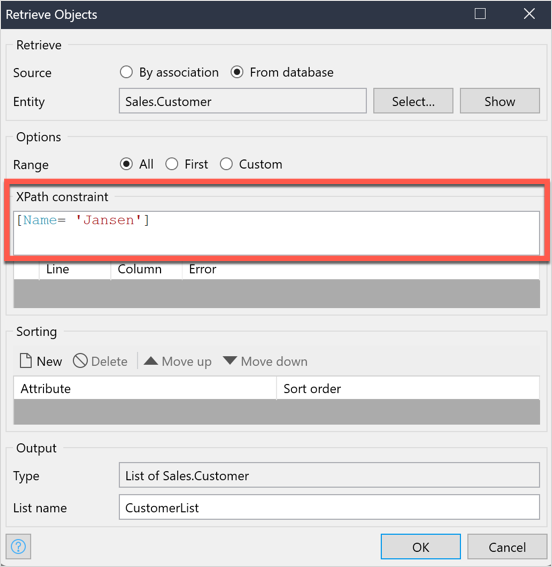 Retrieve Objects
Retrieve
Source By association From database
Entity Sales.Customer Select... Show
Options
Range All First Custom
XPath constraint
[Name= 'Jansen']
Line Column Error
Sorting
New Delete Move up Move down
Attribute Sort order
Output
Type List of Sales.Customer
List name CustomerList
? OK Cancel